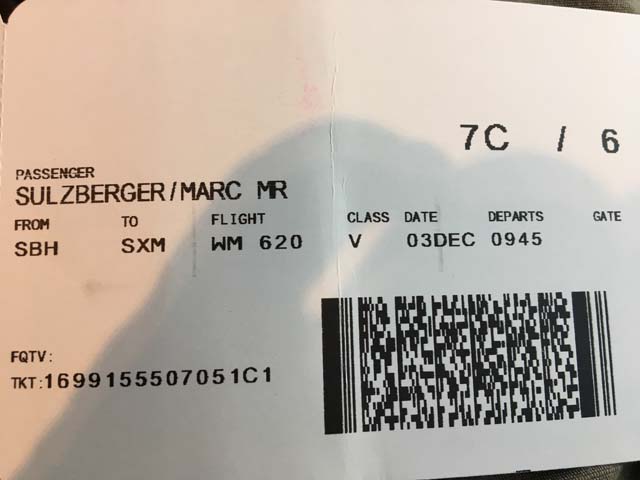 7C / 6
PASSENGER
SULZBERGER/MARC MR
FROM TO FLIGHT CLASS DATE DEPARTS GATE
SBH SXM WM 620 V 03DEC 0945
FQTV:
TKT:1699155507051C1